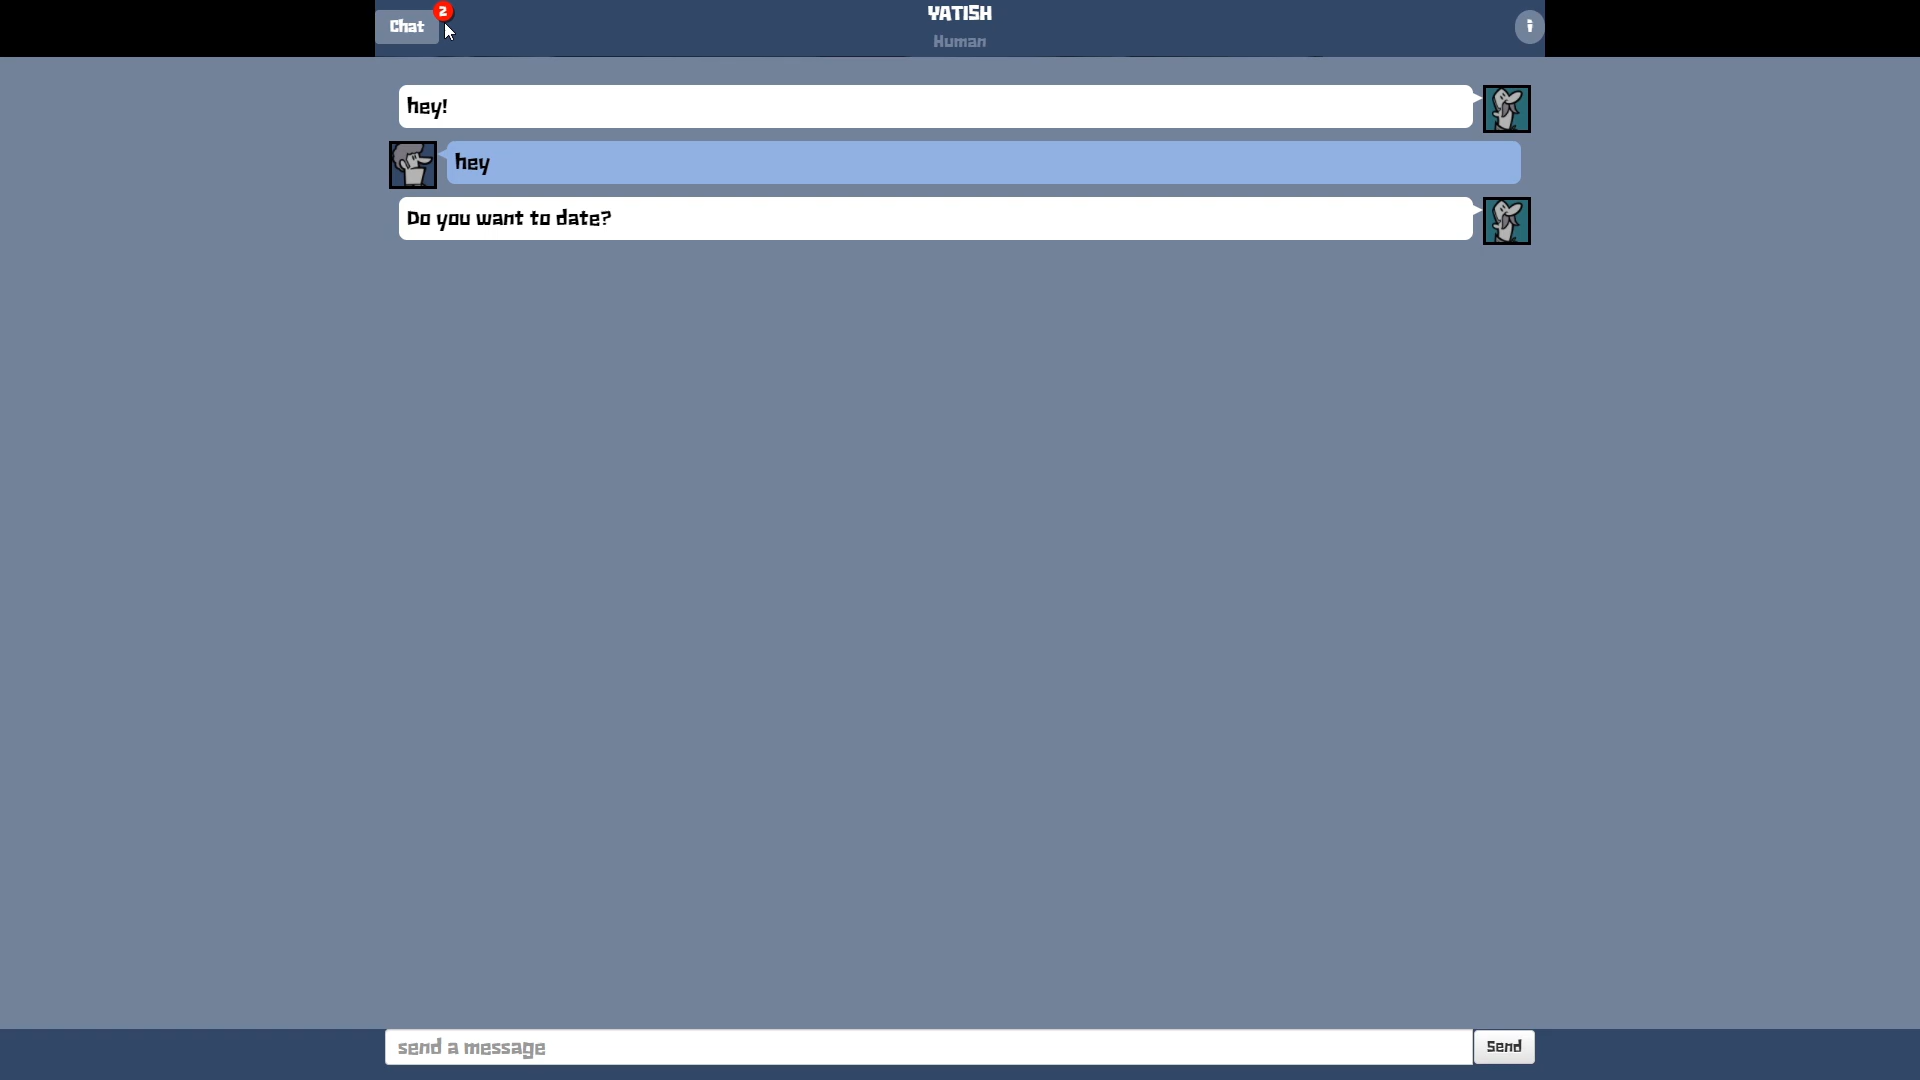 Chat
2
YATISH
Human
i
hey!
hey
Do you want to date?
send a message
Send